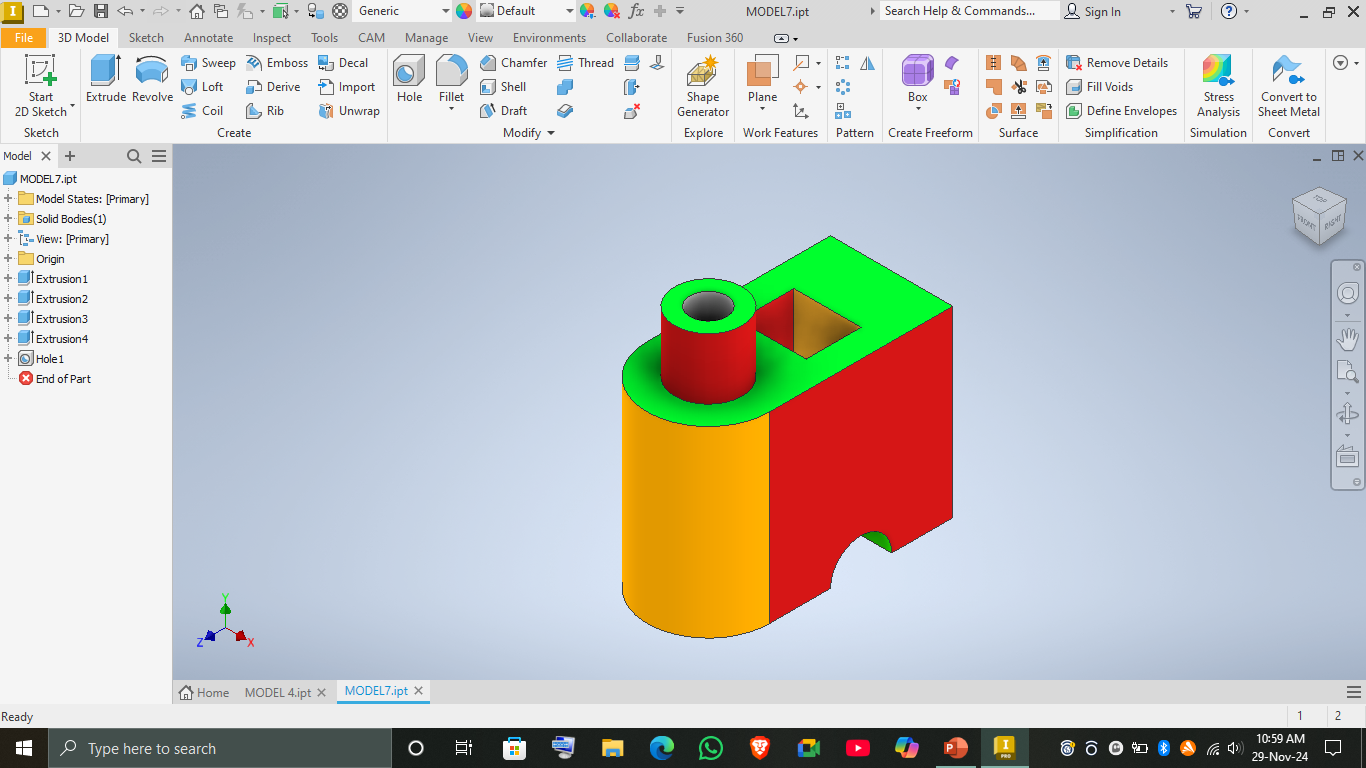 I Generic Default fx MODEL7.ipt Search Help & Commands... Sign In ?
File 3D Model Sketch Annotate Inspect Tools CAM Manage View Environments Collaborate Fusion 360
Start 2D Sketch
Extrude
Revolve
Sweep
Emboss
Decal
Loft
Derive
Import
Coil
Rib
Unwrap
Hole
Fillet
Chamfer
Thread
Shell
Draft
Shape Generator
Plane
Box
Remove Details
Fill Voids
Define Envelopes
Stress Analysis
Convert to Sheet Metal
Sketch Create Modify Explore Work Features Pattern Create Freeform Surface Simplification Simulation Convert
Model
MODEL7.ipt
Model States: [Primary]
Solid Bodies(1)
View: [Primary]
Origin
Extrusion1
Extrusion2
Extrusion3
Extrusion4
Hole1
End of Part
TOP
FRONT RIGHT
Y
Z X
Home MODEL 4.ipt MODEL7.ipt
Ready 1 2
Type here to search
I
PRO
10:59 AM
29-Nov-24